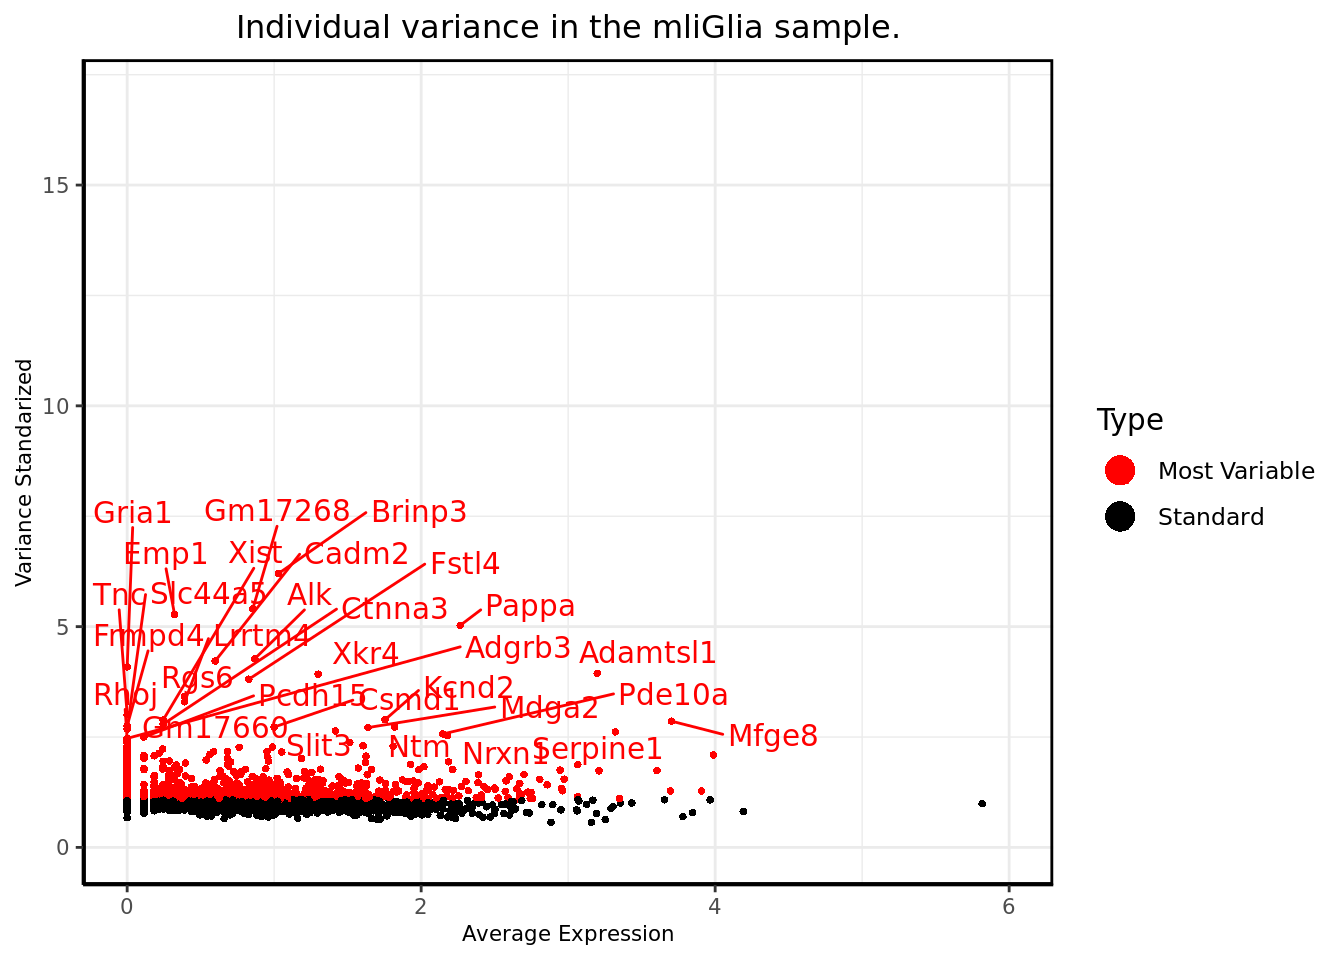 Individual variance in the mliGlia sample.
Variance Standarized
15
10
5
0
Gria1
Gm17268
Brinp3
Emp1
Xist
Cadm2
Fstl4
Tnc
Slc44a5
Alk
Ctnna3
Pappa
Frmpd4
Lrrtm4
Xkr4
Adgrb3
Adamtsl1
Rgs6
Rhoj
Pcdh15
Csmd1
Kcnd2
Mdga2
Pde10a
Gm17660
Slit3
Ntm
Nrxn1
Serpine1
Mfge8
0
2
4
6
Average Expression
Type
Most Variable
Standard